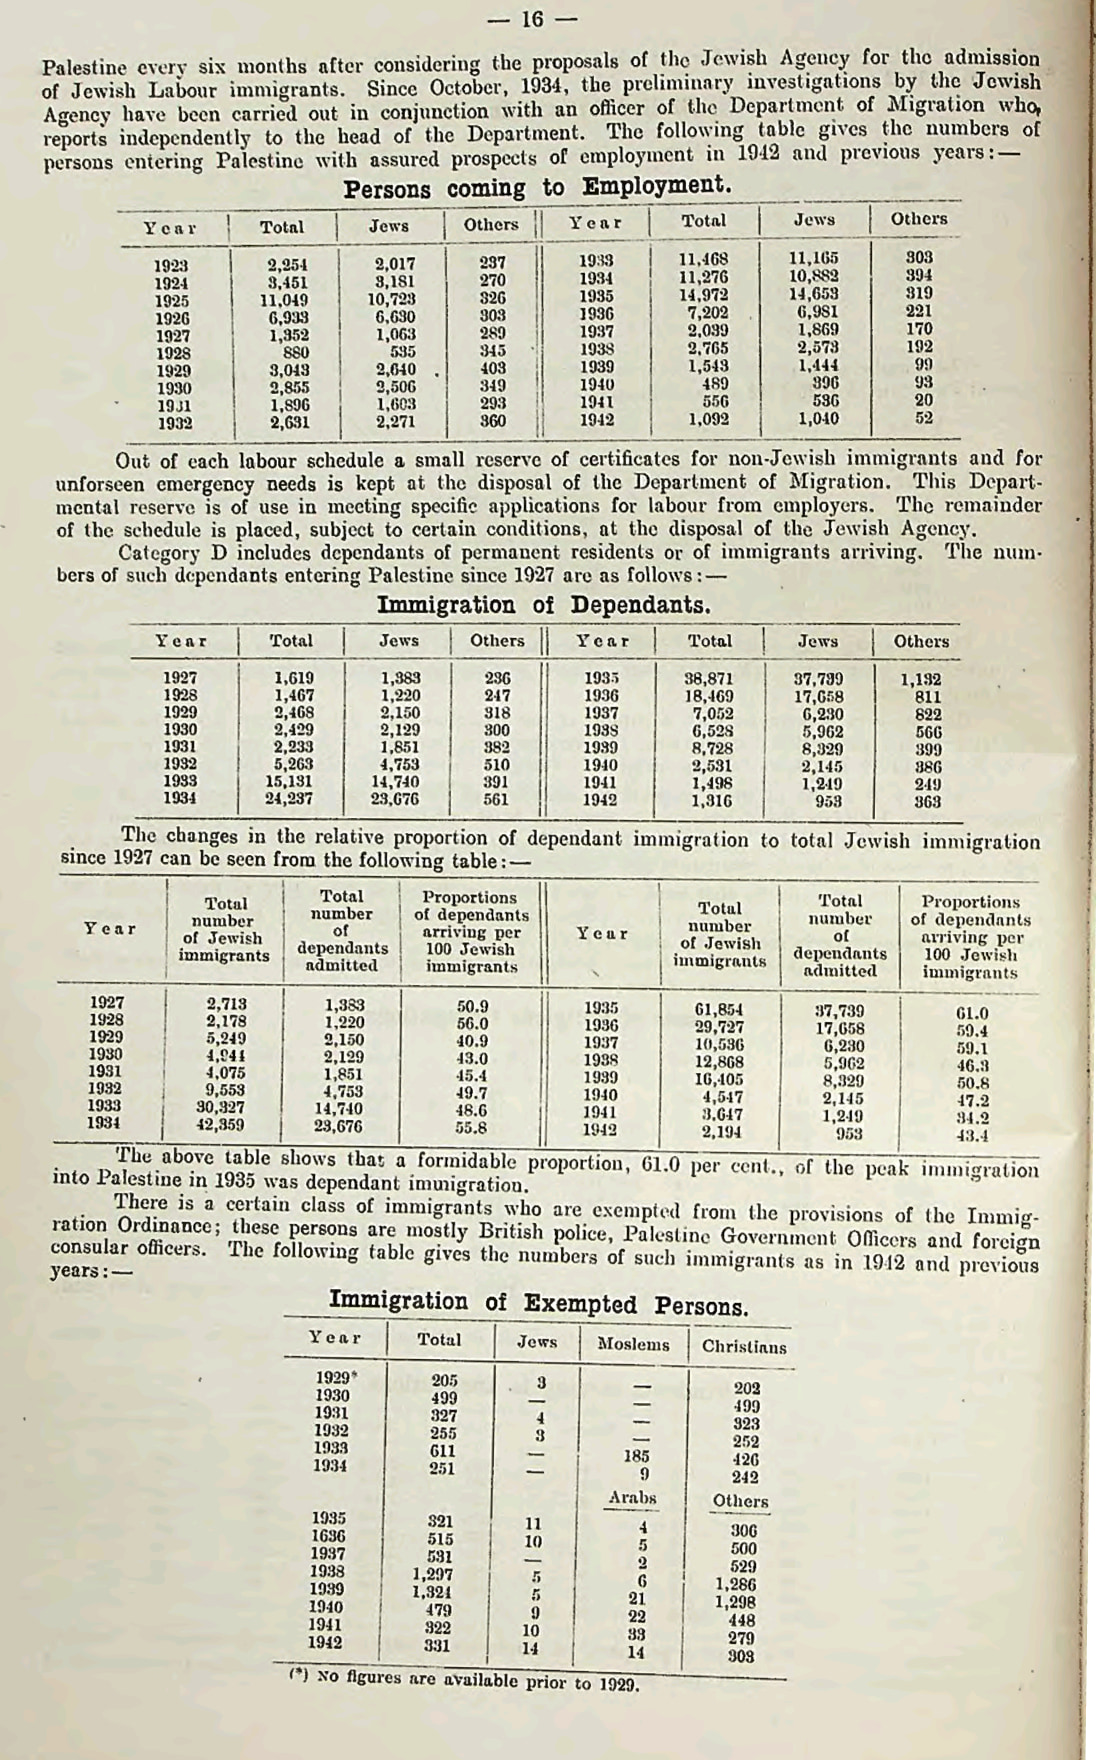 — 16 —
Palestine every six months after considering the proposals of the Jewish Agency for the admission
of Jewish Labour immigrants. Since October, 1934, the preliminary investigations by the Jewish
Agency have been carried out in conjunction with an officer of the Department of Migration who,
reports independently to the head of the Department. The following table gives the numbers of
persons entering Palestine with assured prospects of employment in 1942 and previous years:—
Persons coming to Employment.
Year Total Jews Others Year Total Jews Others
1923 2,254 2,017 237 1933 11,468 11,165 303
1924 3,451 3,181 270 1934 11,276 10,882 394
1925 11,049 10,723 326 1935 14,972 14,653 319
1926 6,933 6,630 303 1936 7,202 6,981 221
1927 1,352 1,063 289 1937 2,039 1,869 170
1928 880 535 345 1938 2,765 2,573 192
1929 3,043 2,640 403 1939 1,543 1,444 99
1930 2,855 2,506 349 1940 489 396 93
1931 1,896 1,603 293 1941 556 536 20
1932 2,631 2,271 360 1942 1,092 1,040 52
Out of each labour schedule a small reserve of certificates for non-Jewish immigrants and for
unforseen emergency needs is kept at the disposal of the Department of Migration. This Depart-
mental reserve is of use in meeting specific applications for labour from employers. The remainder
of the schedule is placed, subject to certain conditions, at the disposal of the Jewish Agency.
Category D includes dependants of permanent residents or of immigrants arriving. The num-
bers of such dependants entering Palestine since 1927 are as follows:—
Immigration of Dependants.
Year Total Jews Others Year Total Jews Others
1927 1,619 1,383 236 1935 38,871 37,739 1,132
1928 1,467 1,220 247 1936 18,469 17,658 811
1929 2,468 2,150 318 1937 7,052 6,230 822
1930 2,429 2,129 300 1938 6,528 5,962 566
1931 2,233 1,851 382 1939 8,728 8,329 399
1932 5,263 4,753 510 1940 2,531 2,145 386
1933 15,131 14,740 391 1941 1,498 1,249 249
1934 24,237 23,676 561 1942 1,316 953 363
The changes in the relative proportion of dependant immigration to total Jewish immigration
since 1927 can be seen from the following table:—
Year Total number of Jewish immigrants Total number of dependants admitted Proportions of dependants arriving per 100 Jewish immigrants Year Total number of Jewish immigrants Total number of dependants admitted Proportions of dependants arriving per 100 Jewish immigrants
1927 2,713 1,383 50.9 1935 61,854 37,739 61.0
1928 2,178 1,220 56.0 1936 29,727 17,658 59.4
1929 5,249 2,150 40.9 1937 10,536 6,230 59.1
1930 4,944 2,129 43.0 1938 12,868 5,962 46.3
1931 4,075 1,851 45.4 1939 16,405 8,329 50.8
1932 9,553 4,753 49.7 1940 4,547 2,145 47.2
1933 30,327 14,740 48.6 1941 3,647 1,249 34.2
1934 42,359 23,676 55.8 1942 2,194 953 43.4
The above table shows that a formidable proportion, 61.0 per cent., of the peak immigration
into Palestine in 1935 was dependant immigration.
There is a certain class of immigrants who are exempted from the provisions of the Immig-
ration Ordinance; these persons are mostly British police, Palestine Government Officers and foreign
consular officers. The following table gives the numbers of such immigrants as in 1942 and previous
years:—
Immigration of Exempted Persons.
Year Total Jews Moslems Christians
1929* 205 3 — 202
1930 499 — — 499
1931 327 4 — 323
1932 255 3 — 252
1933 611 — 185 426
1934 251 — 9 242
Arabs Others
1935 321 11 4 306
1636 515 10 5 500
1937 531 — 2 529
1938 1,297 5 6 1,286
1939 1,324 5 21 1,298
1940 479 9 22 448
1941 322 10 33 279
1942 331 14 14 303
(*) No figures are available prior to 1929.